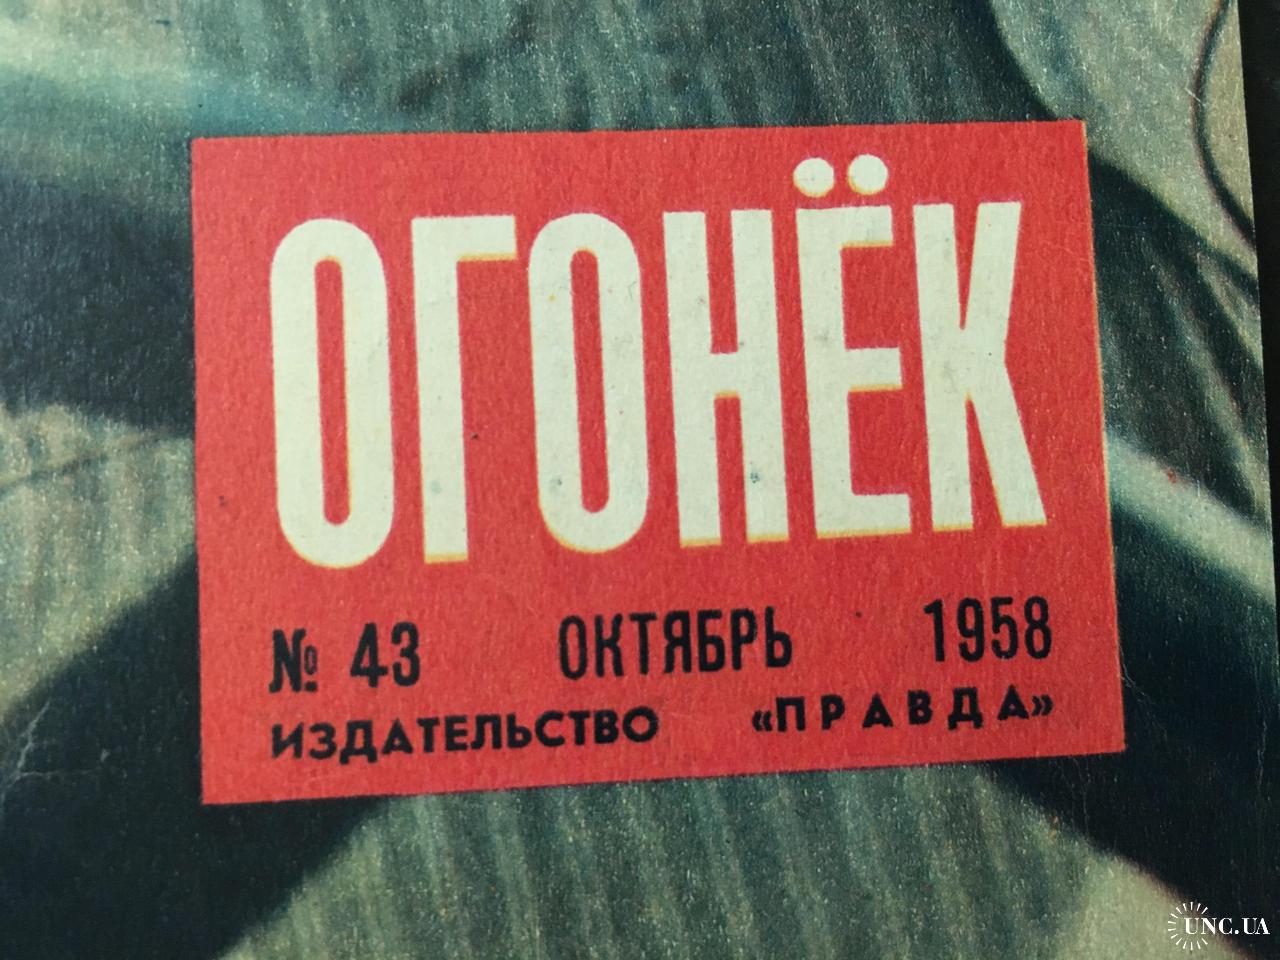 ОГОНЁК
№ 43 ОКТЯБРЬ 1958
ИЗДАТЕЛЬСТВО «ПРАВДА»
UNC.UA